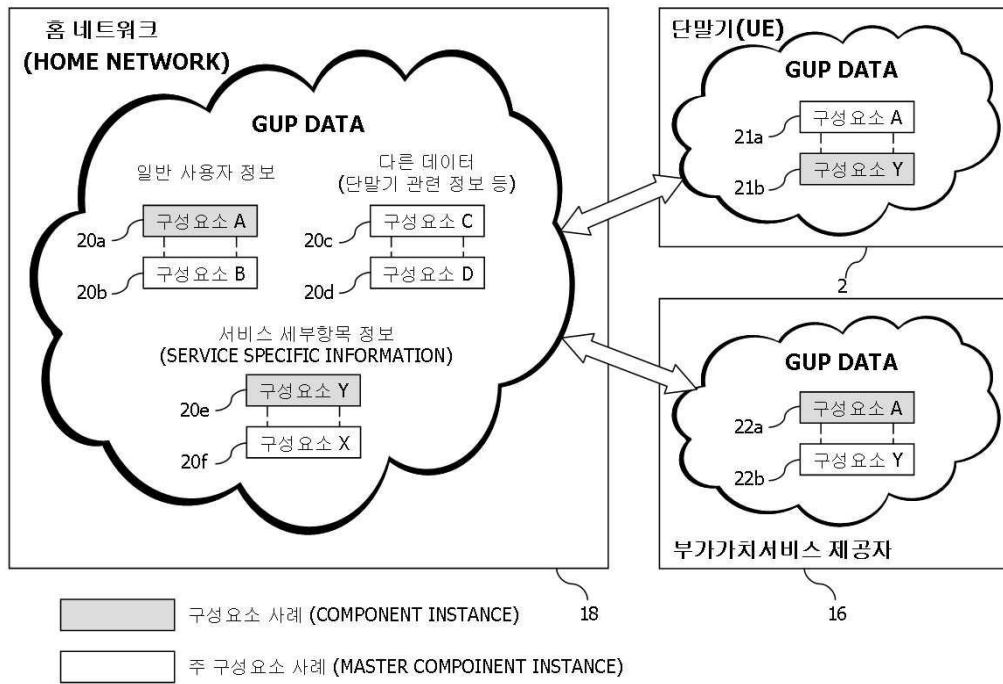 홈 네트워크
(HOME NETWORK)
GUP DATA
일반 사용자 정보
20a
구성요소 A
20b
구성요소 B
다른 데이터
(단말기 관련 정보 등)
20c
구성요소 C
20d
구성요소 D
서비스 세부항목 정보
(SERVICE SPECIFIC INFORMATION)
20e
구성요소 Y
20f
구성요소 X
18
단말기(UE)
GUP DATA
21a
구성요소 A
21b
구성요소 Y
2
GUP DATA
22a
구성요소 A
22b
구성요소 Y
부가가치서비스 제공자
16
구성요소 사례 (COMPONENT INSTANCE)
주 구성요소 사례 (MASTER COMPOINENT INSTANCE)